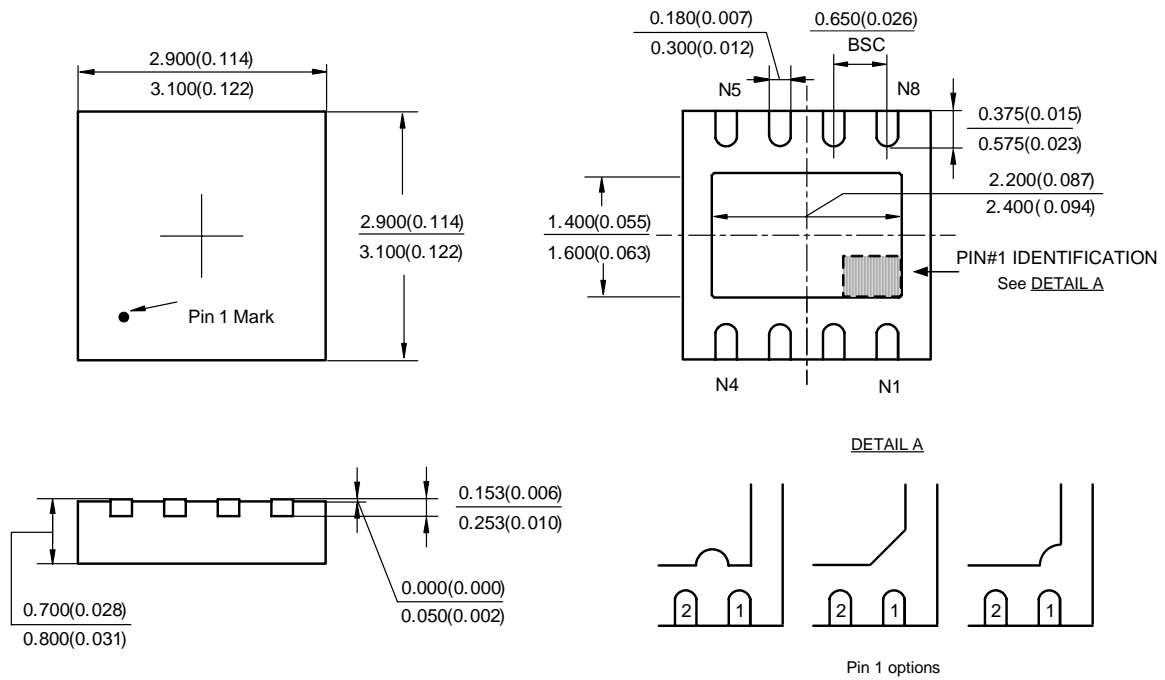 2.900(0.114)
3.100(0.122)
2.900(0.114)
3.100(0.122)
Pin 1 Mark
0.180(0.007)
0.300(0.012)
0.650(0.026)
BSC
N5
N8
0.375(0.015)
0.575(0.023)
2.200(0.087)
2.400(0.094)
1.400(0.055)
1.600(0.063)
PIN#1 IDENTIFICATION
See DETAIL A
N4
N1
0.153(0.006)
0.253(0.010)
0.000(0.000)
0.050(0.002)
0.700(0.028)
0.800(0.031)
DETAIL A
2 1
2 1
2 1
Pin 1 options